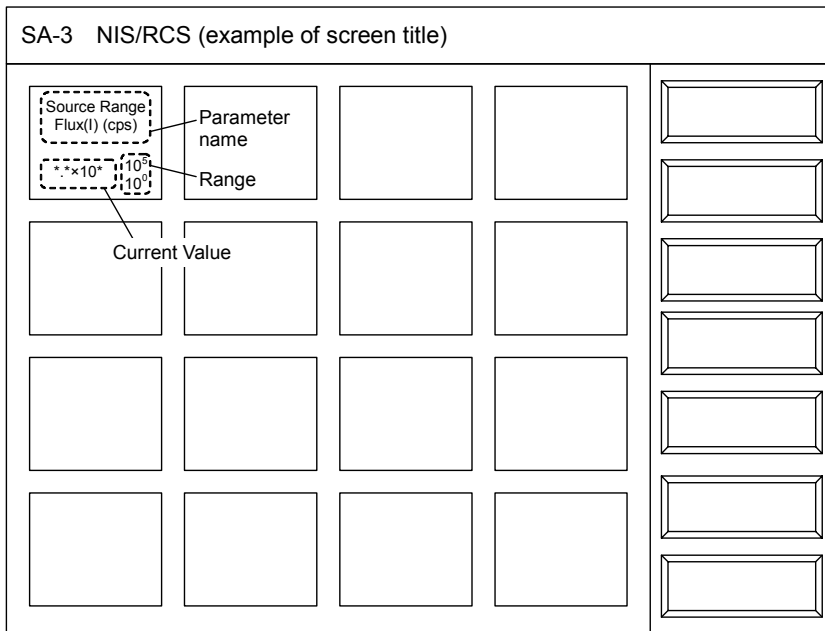 SA-3 NIS/RCS (example of screen title)
Source Range
Flux(I) (cps)
Parameter
name
*.*×10*
10⁵
10⁰
Range
Current Value